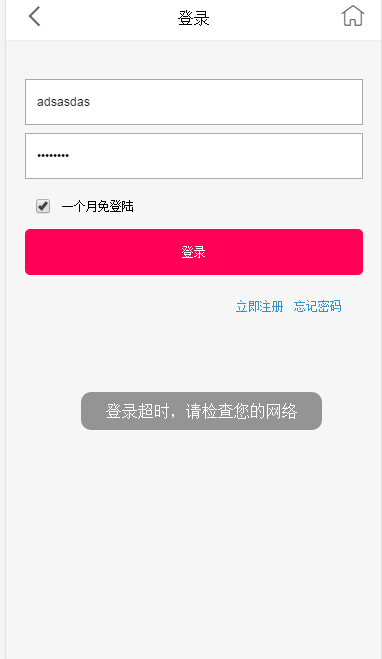 登录
adsasdas
••••••••
一个月免登陆
登录
立即注册 忘记密码
登录超时，请检查您的网络